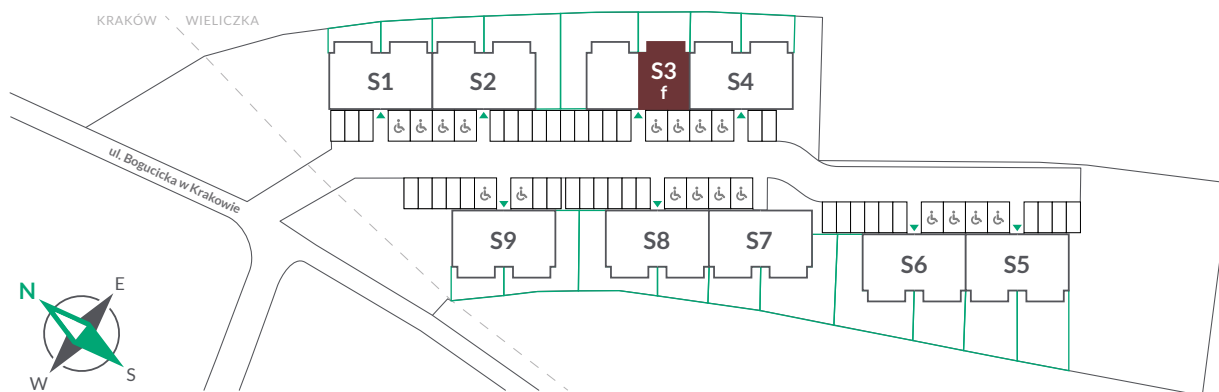 KRAKÓW WIELICZKA
S1 S2 S3 S4
f
ul. Bogucicka w Krakowie
S9 S8 S7
S6 S5
N E
W S